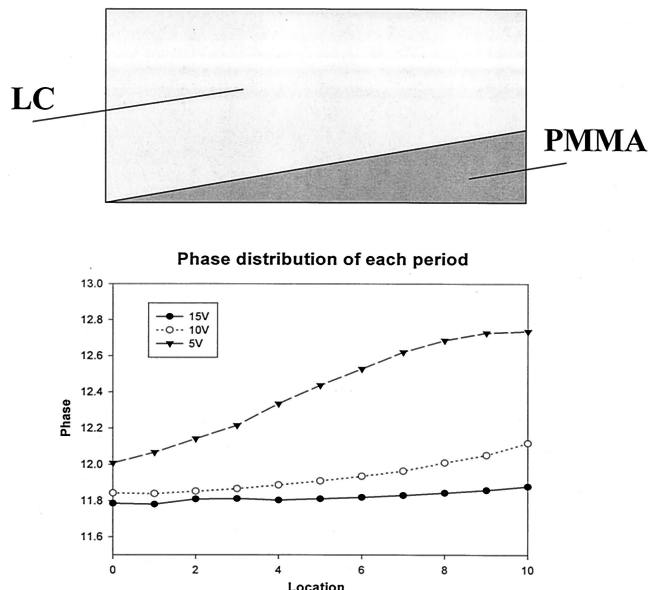 LC
PMMA
Phase distribution of each period
13.0
12.8
12.6
12.4
12.2
12.0
11.8
11.6
Phase
15V
10V
5V
0 2 4 6 8 10
Location